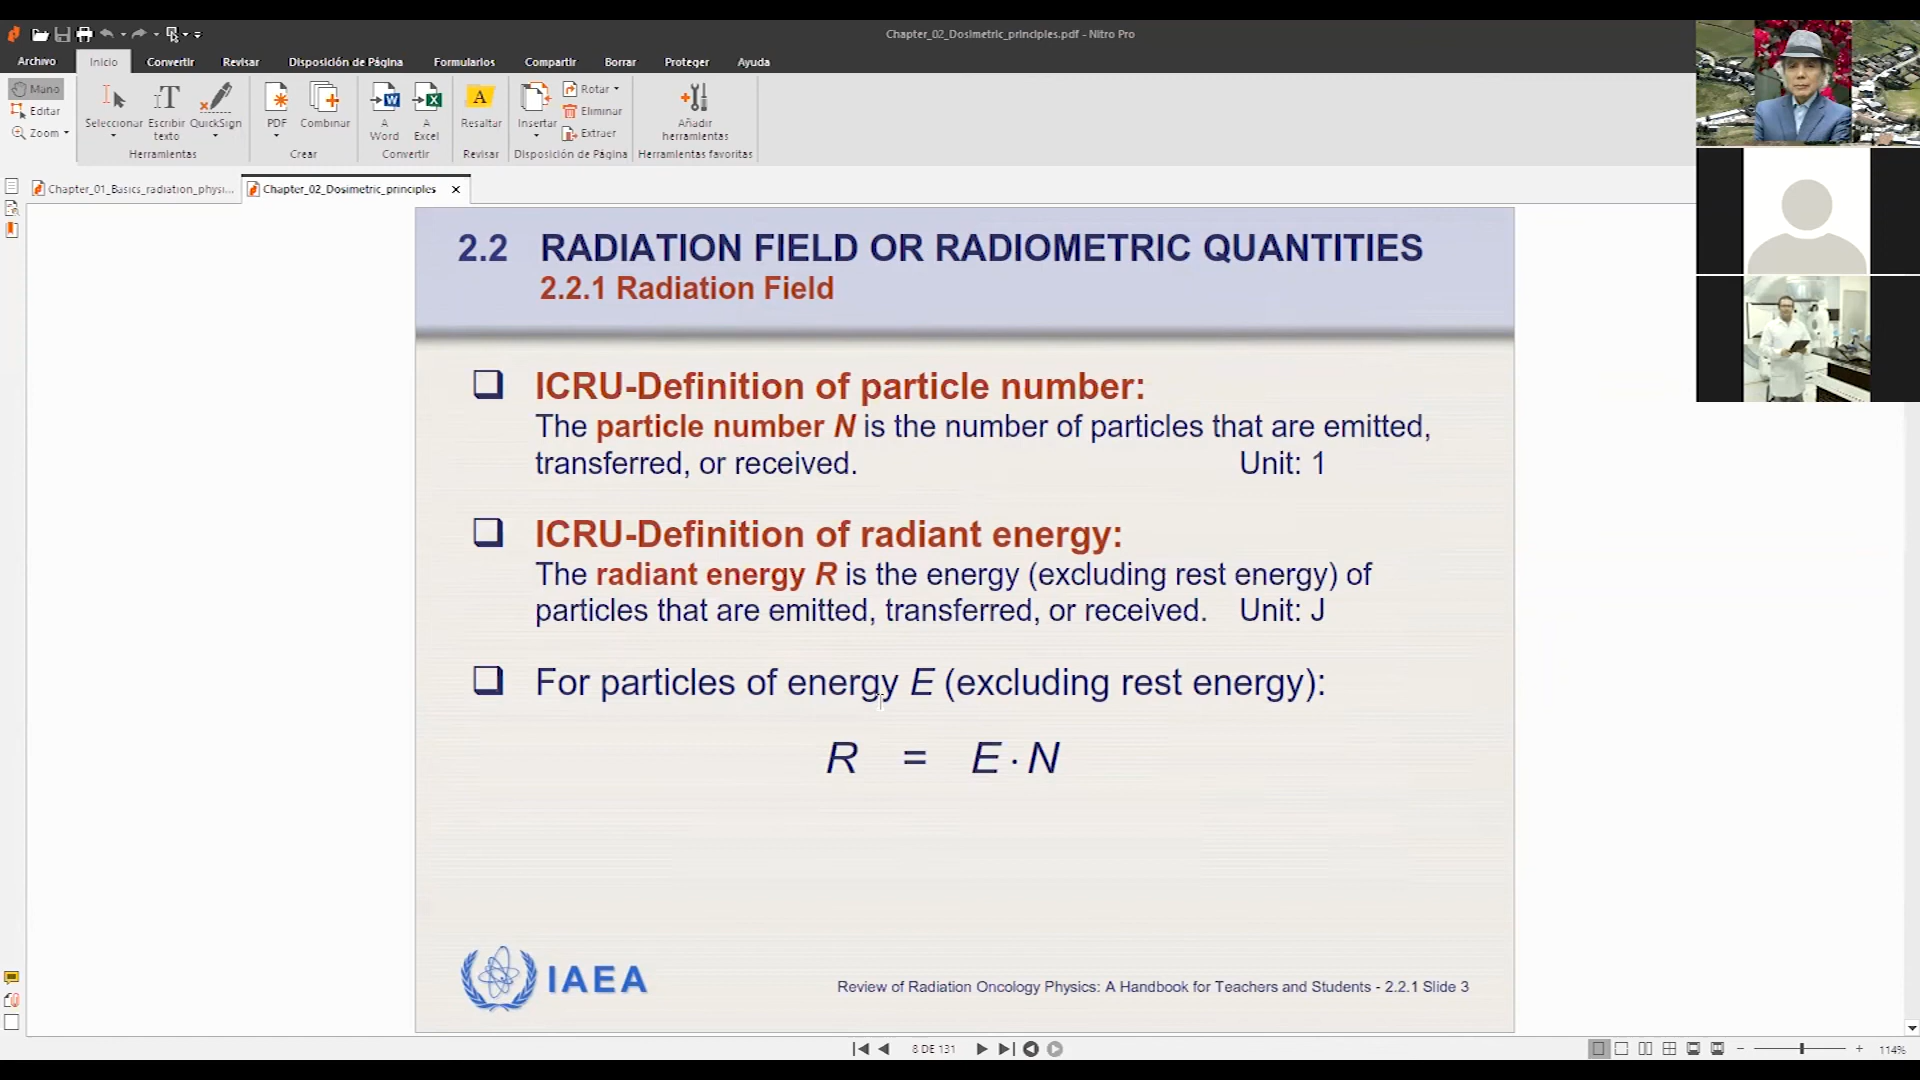 Chapter_02_Dosimetric_principles.pdf - Nitro Pro
Archivo
Inicio
Convertir
Revisar
Disposición de Página
Formularios
Compartir
Borrar
Proteger
Ayuda
Mano
Editar
Zoom
Seleccionar
Escribir
texto
QuickSign
Herramientas
PDF
Combinar
Crear
A
Word
A
Excel
Convertir
Resaltar
Revisar
Insertar
Rotar
Eliminar
Extraer
Disposición de Página
Añadir
herramientas
Herramientas favoritas
Chapter_01_Basics_radiation_physi...
Chapter_02_Dosimetric_principles
2.2 RADIATION FIELD OR RADIOMETRIC QUANTITIES
2.2.1 Radiation Field
ICRU-Definition of particle number:
The particle number N is the number of particles that are emitted,
transferred, or received. Unit: 1
ICRU-Definition of radiant energy:
The radiant energy R is the energy (excluding rest energy) of
particles that are emitted, transferred, or received. Unit: J
For particles of energy E (excluding rest energy):
R = E · N
IAEA
Review of Radiation Oncology Physics: A Handbook for Teachers and Students - 2.2.1 Slide 3
8 DE 131
114%